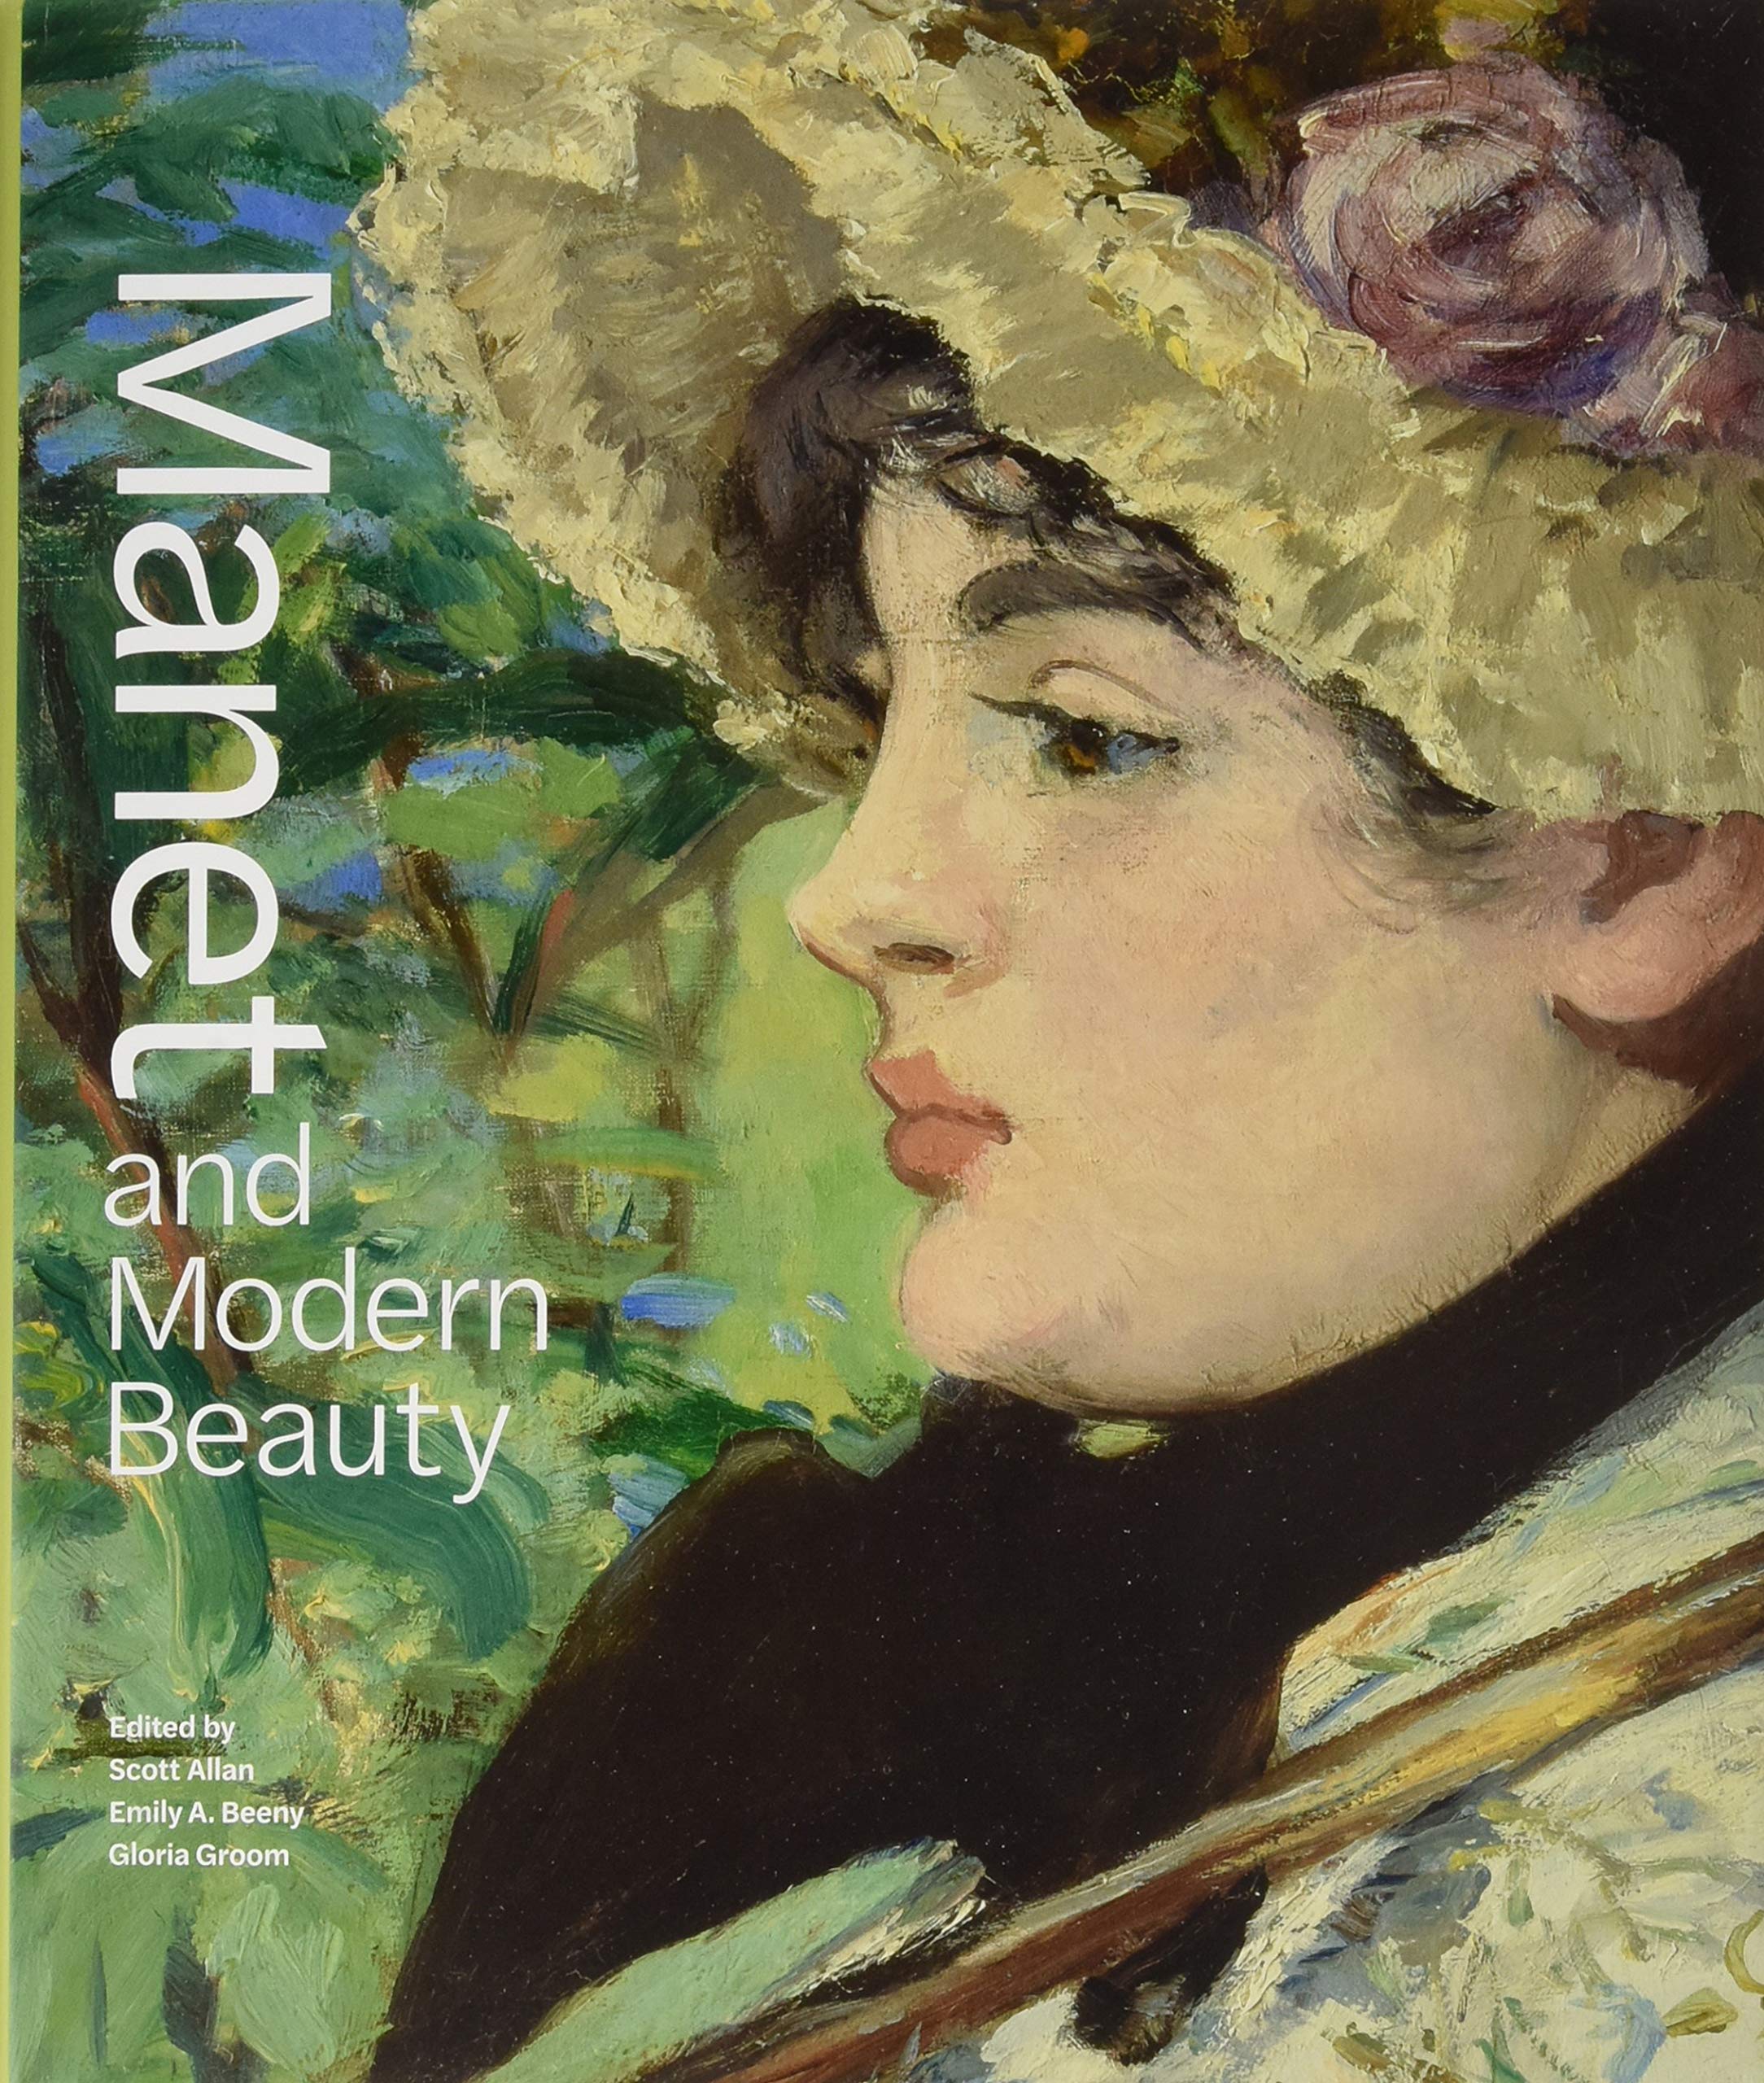 Manet
and
Modern
Beauty
Edited by
Scott Allan
Emily A. Beeny
Gloria Groom